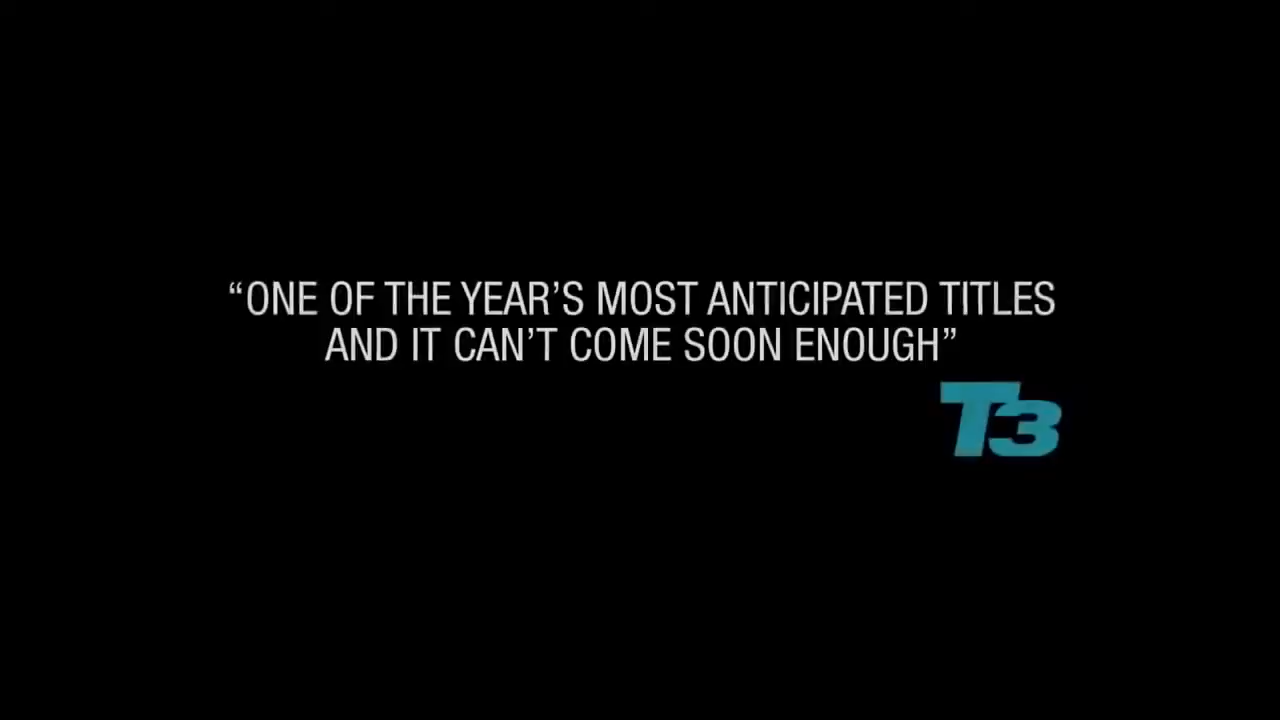 “ONE OF THE YEAR’S MOST ANTICIPATED TITLES
AND IT CAN’T COME SOON ENOUGH”
T3